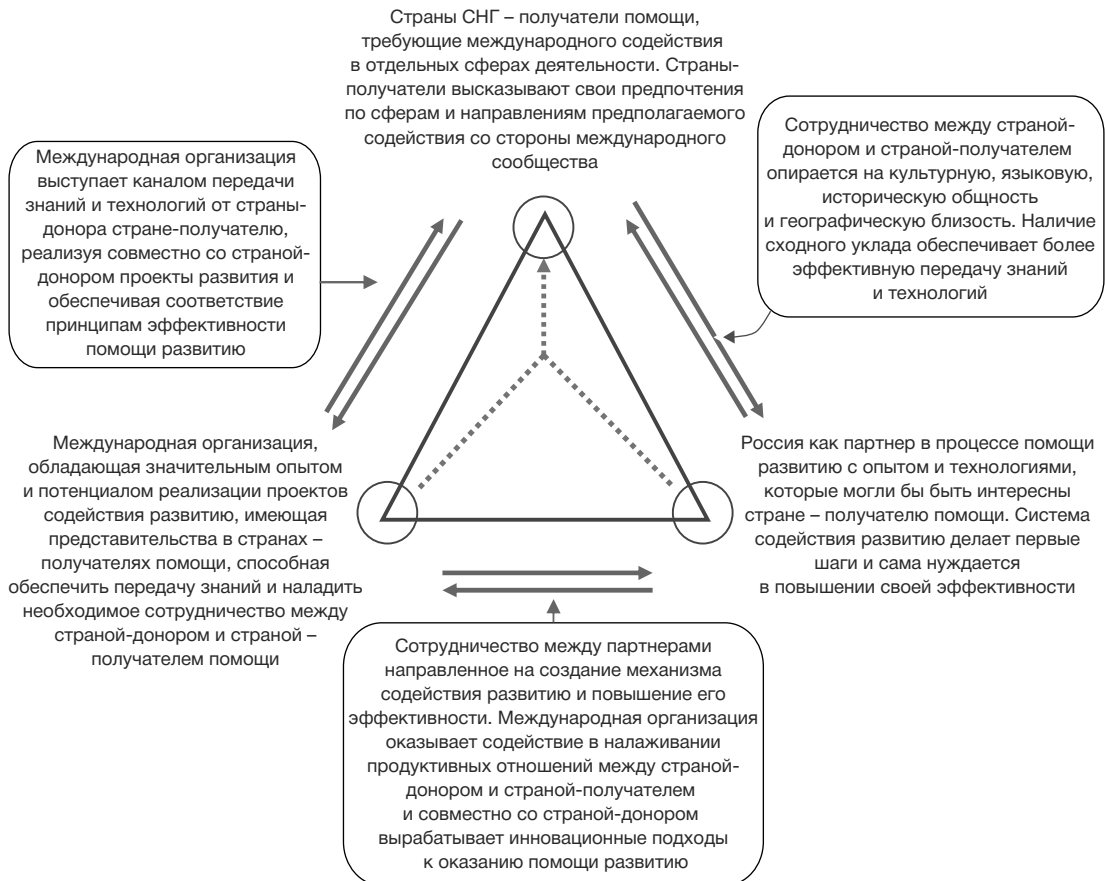 Страны СНГ – получатели помощи,
требующие международного содействия
в отдельных сферах деятельности. Страны-
получатели высказывают свои предпочтения
по сферам и направлениям предполагаемого
содействия со стороны международного
сообщества
Международная организация
выступает каналом передачи
знаний и технологий от страны-
донора стране-получателю,
реализуя совместно со страной-
донором проекты развития и
обеспечивая соответствие
принципам эффективности
помощи развитию
Сотрудничество между страной-
донором и страной-получателем
опирается на культурную, языковую,
историческую общность
и географическую близость. Наличие
сходного уклада обеспечивает более
эффективную передачу знаний
и технологий
Международная организация,
обладающая значительным опытом
и потенциалом реализации проектов
содействия развитию, имеющая
представительства в странах –
получателях помощи, способная
обеспечить передачу знаний и наладить
необходимое сотрудничество между
страной-донором и страной –
получателем помощи
Россия как партнер в процессе помощи
развитию с опытом и технологиями,
которые могли бы быть интересны
стране – получателю помощи. Система
содействия развитию делает первые
шаги и сама нуждается
в повышении своей эффективности
Сотрудничество между партнерами
направленное на создание механизма
содействия развитию и повышение его
эффективности. Международная организация
оказывает содействие в налаживании
продуктивных отношений между страной-
донором и страной-получателем
и совместно со страной-донором
вырабатывает инновационные подходы
к оказанию помощи развитию